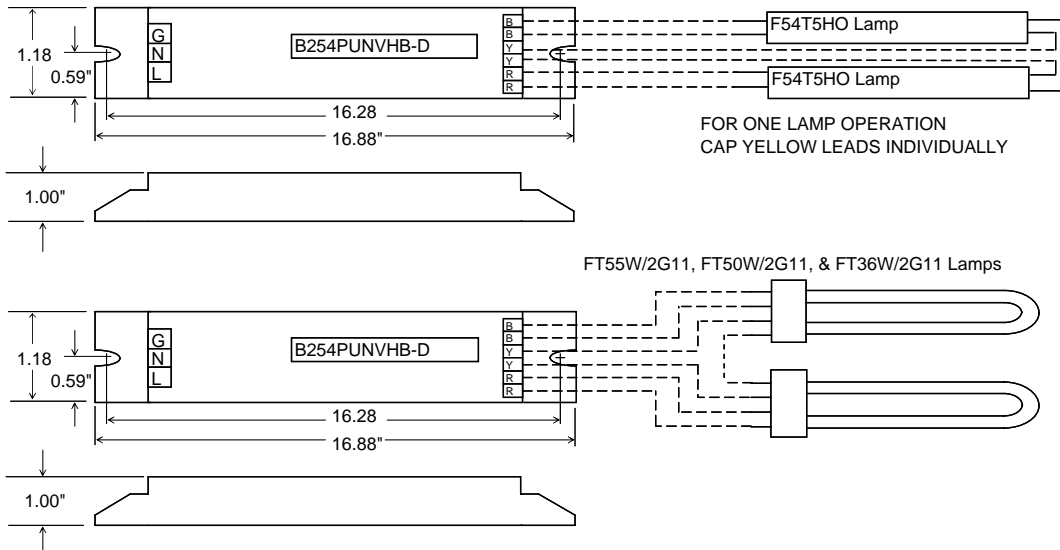 1.18
0.59"
G
N
L
B254PUNVHB-D
B
B
Y
Y
R
R
16.28
16.88"
F54T5HO Lamp
F54T5HO Lamp
FOR ONE LAMP OPERATION
CAP YELLOW LEADS INDIVIDUALLY
1.00"
FT55W/2G11, FT50W/2G11, & FT36W/2G11 Lamps
1.18
0.59"
G
N
L
B254PUNVHB-D
B
B
Y
Y
R
R
16.28
16.88"
1.00"